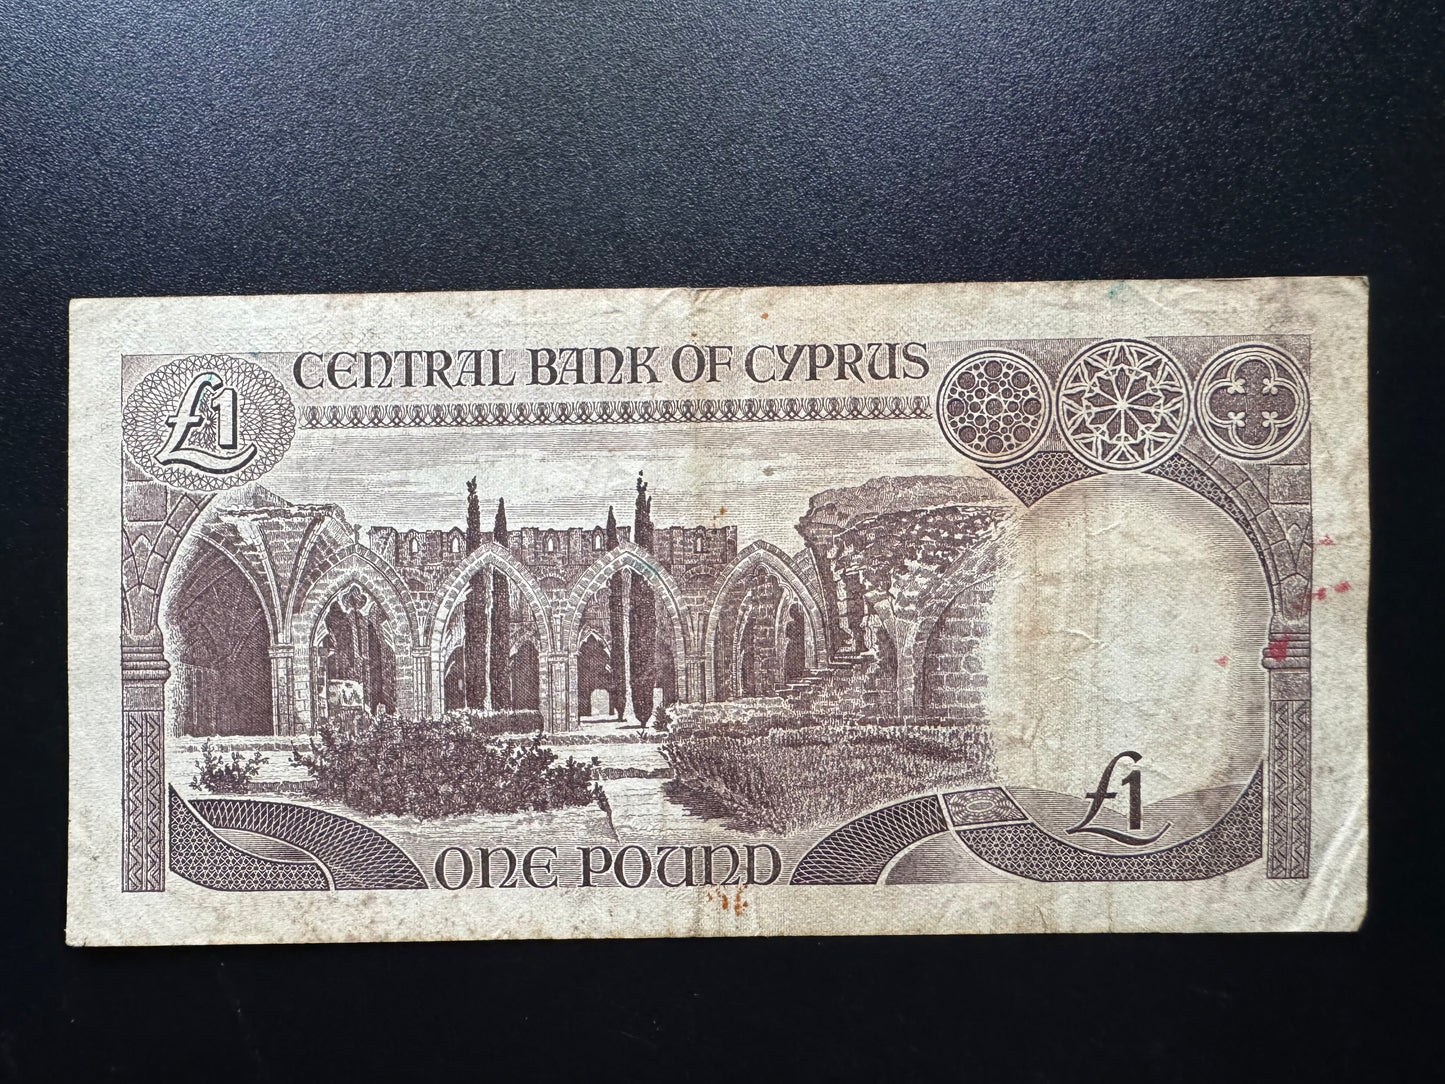 CENTRAL BANK OF CYPRUS
£1
£1
ONE POUND